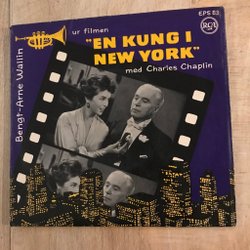 EPS 83
RCA
ur filmen
"EN KUNG I
NEW YORK"
med Charles Chaplin
Bengt-Arne Wallin